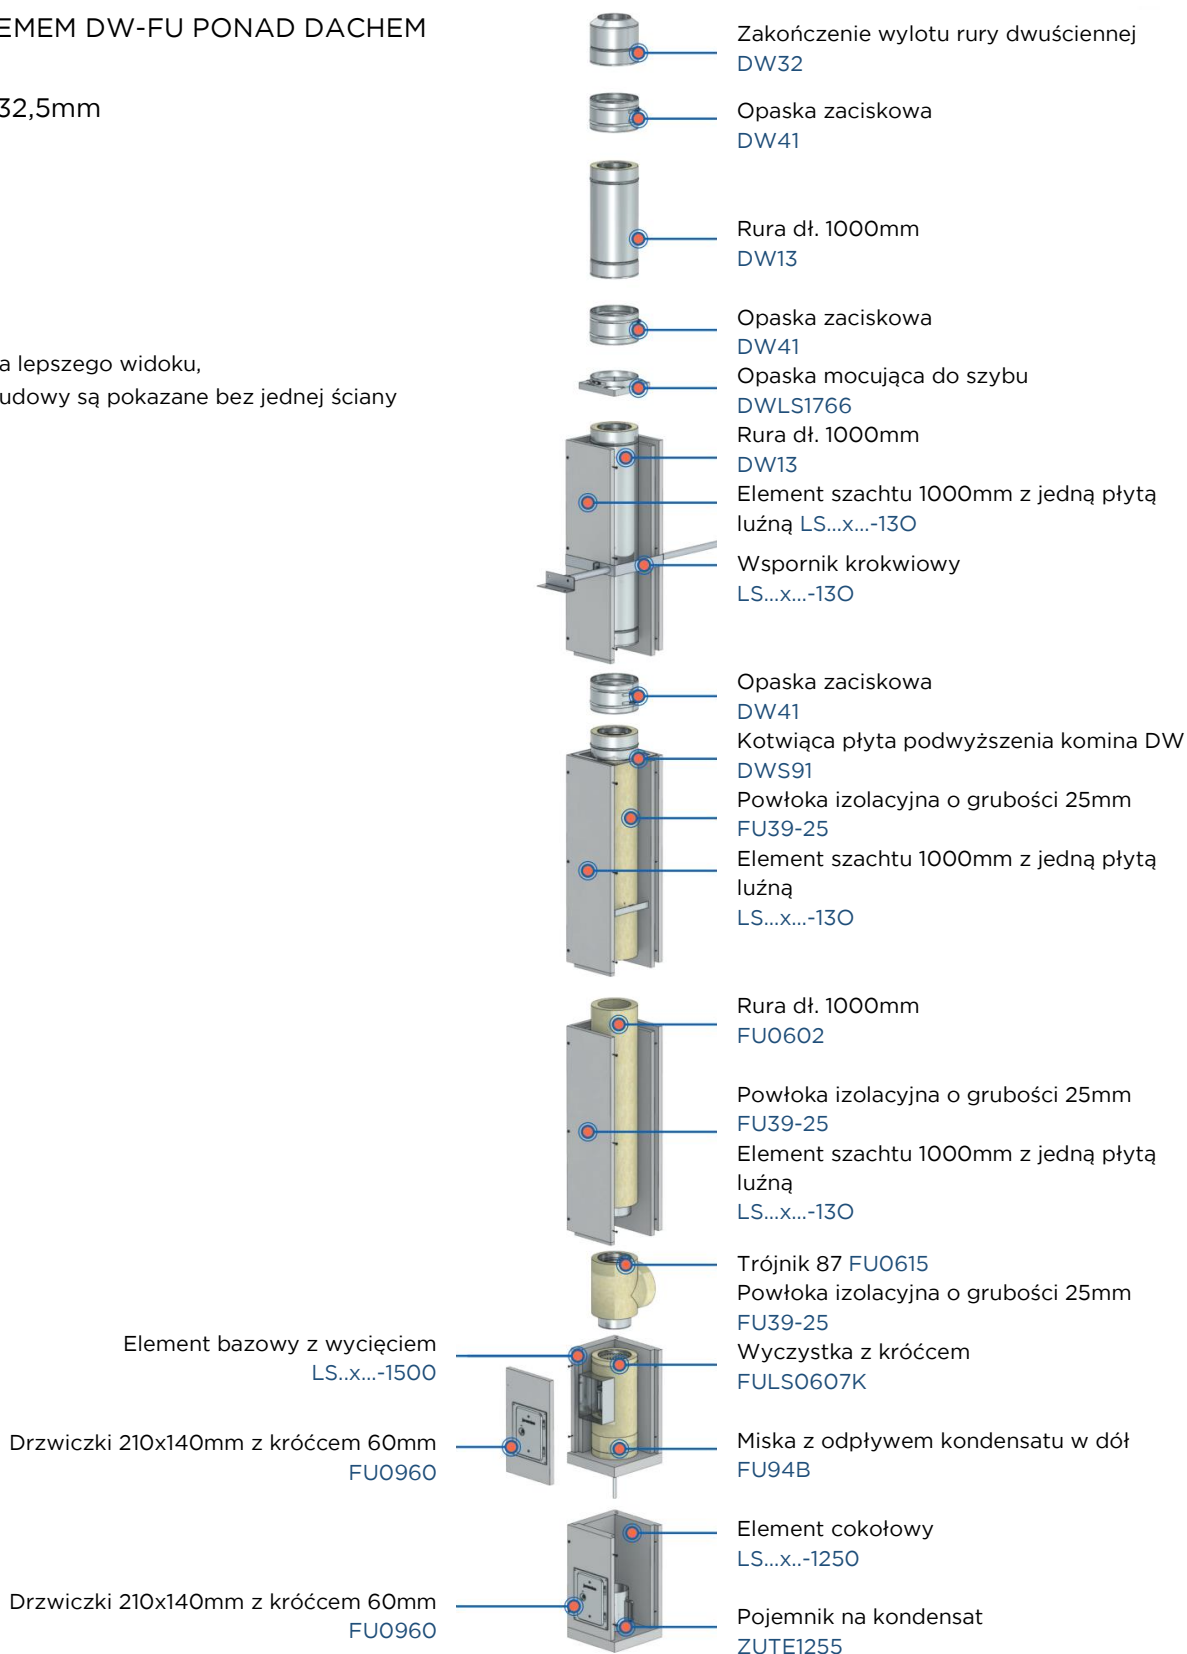 EMEM DW-FU PONAD DACHEM
32,5mm
a lepszego widoku,
udowy są pokazane bez jednej ściany
Zakończenie wylotu rury dwuściennej
DW32
Opaska zaciskowa
DW41
Rura dł. 1000mm
DW13
Opaska zaciskowa
DW41
Opaska mocująca do szybu
DWLS1766
Rura dł. 1000mm
DW13
Element szachtu 1000mm z jedną płytą
luźną LS...x...-13O
Wspornik krokwiowy
LS...x...-13O
Opaska zaciskowa
DW41
Kotwiąca płyta podwyższenia komina DW
DWS91
Powłoka izolacyjna o grubości 25mm
FU39-25
Element szachtu 1000mm z jedną płytą
luźną
LS...x...-13O
Rura dł. 1000mm
FU0602
Powłoka izolacyjna o grubości 25mm
FU39-25
Element szachtu 1000mm z jedną płytą
luźną
LS...x...-13O
Trójnik 87 FU0615
Powłoka izolacyjna o grubości 25mm
FU39-25
Element bazowy z wycięciem
LS..x...-1500
Wyczystka z króćcem
FULS0607K
Drzwiczki 210x140mm z króćcem 60mm
FU0960
Miska z odpływem kondensatu w dół
FU94B
Element cokołowy
LS...x..-1250
Drzwiczki 210x140mm z króćcem 60mm
FU0960
Pojemnik na kondensat
ZUTE1255